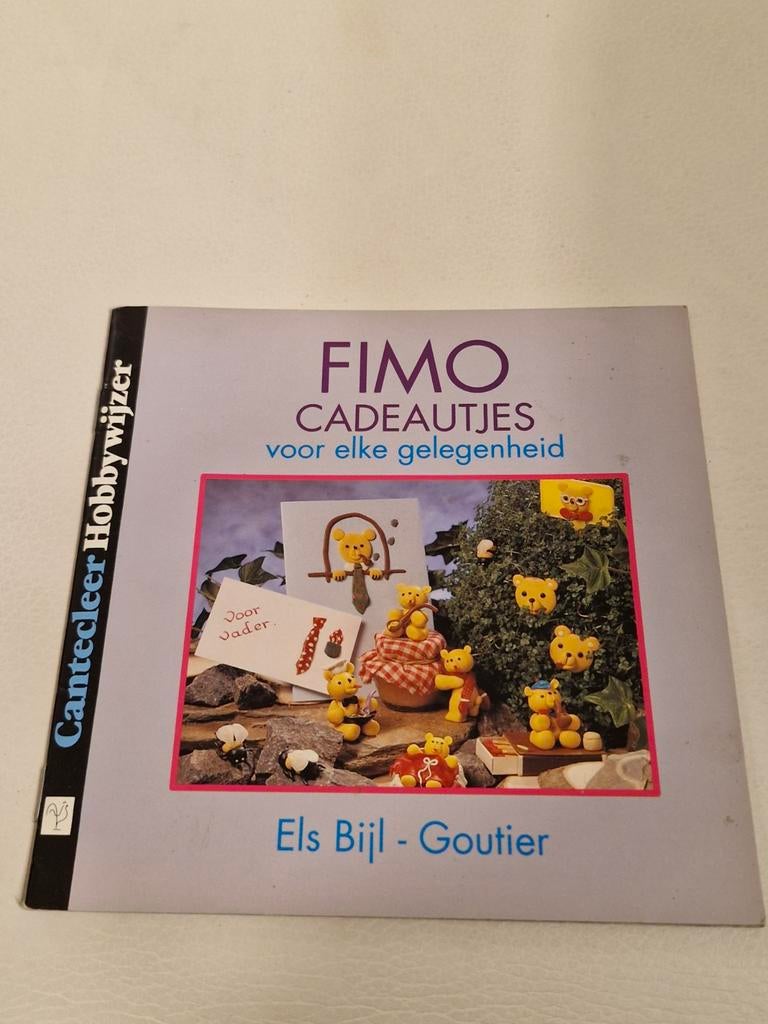 FIMO
CADEAUTJES
voor elke gelegenheid
Voor
vader.
Els Bijl - Goutier
Cantecleer Hobbywijzer